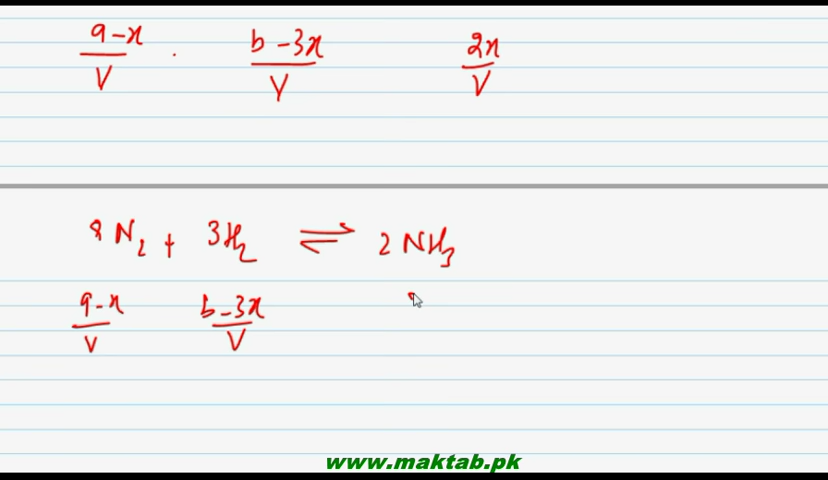 a-x b-3x 2x
V V V
N2 + 3H2 ⇌ 2NH3
a-x b-3x
V V
www.maktab.pk